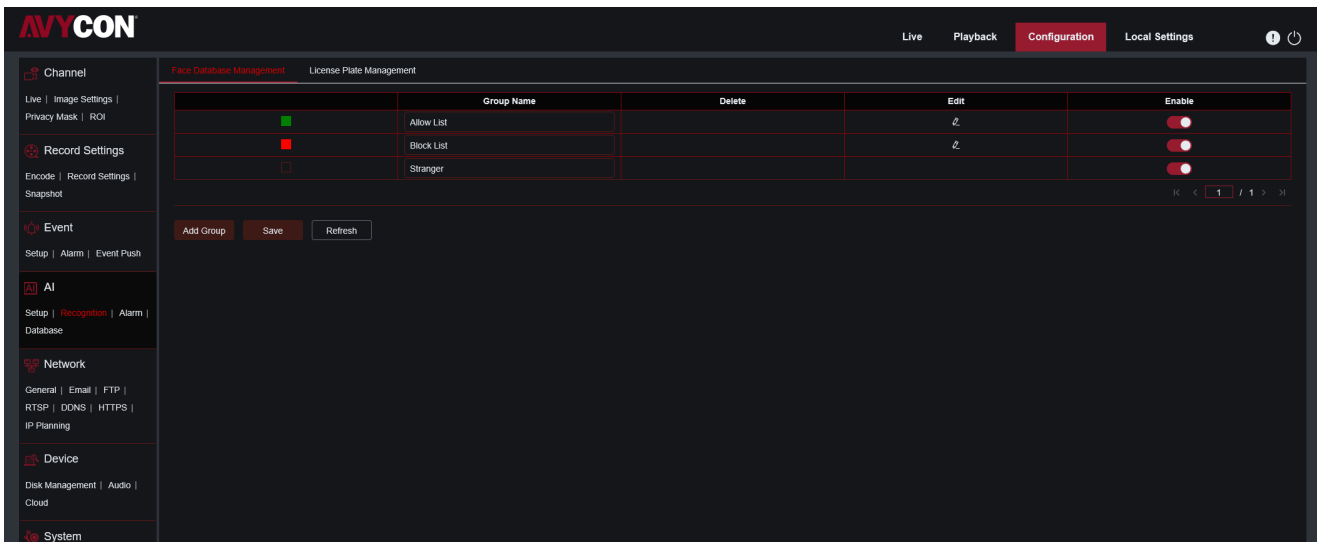 AVYCON
Live Playback Configuration Local Settings
Channel
Live | Image Settings |
Privacy Mask | ROI
Record Settings
Encode | Record Settings |
Snapshot
Event
Setup | Alarm | Event Push
AI AI
Setup | Recognition | Alarm |
Database
Network
General | Email | FTP |
RTSP | DDNS | HTTPS |
IP Planning
Device
Disk Management | Audio |
Cloud
System
Face Database Management License Plate Management
Group Name Delete Edit Enable
Allow List
Block List
Stranger
1 / 1
Add Group Save Refresh